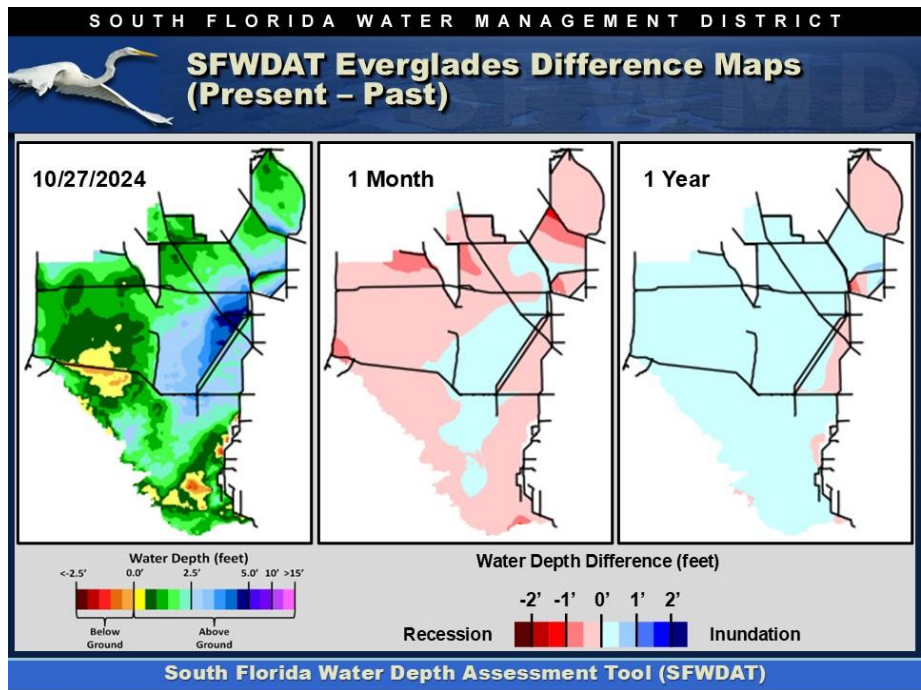 SOUTH FLORIDA WATER MANAGEMENT DISTRICT
SFWDAT Everglades Difference Maps
(Present – Past)
SFWMD
10/27/2024
1 Month
1 Year
Water Depth (feet)
<-2.5' 0.0' 2.5' 5.0' 10' >15'
Below
Ground
Above
Ground
Water Depth Difference (feet)
-2' -1' 0' 1' 2'
Recession
Inundation
South Florida Water Depth Assessment Tool (SFWDAT)